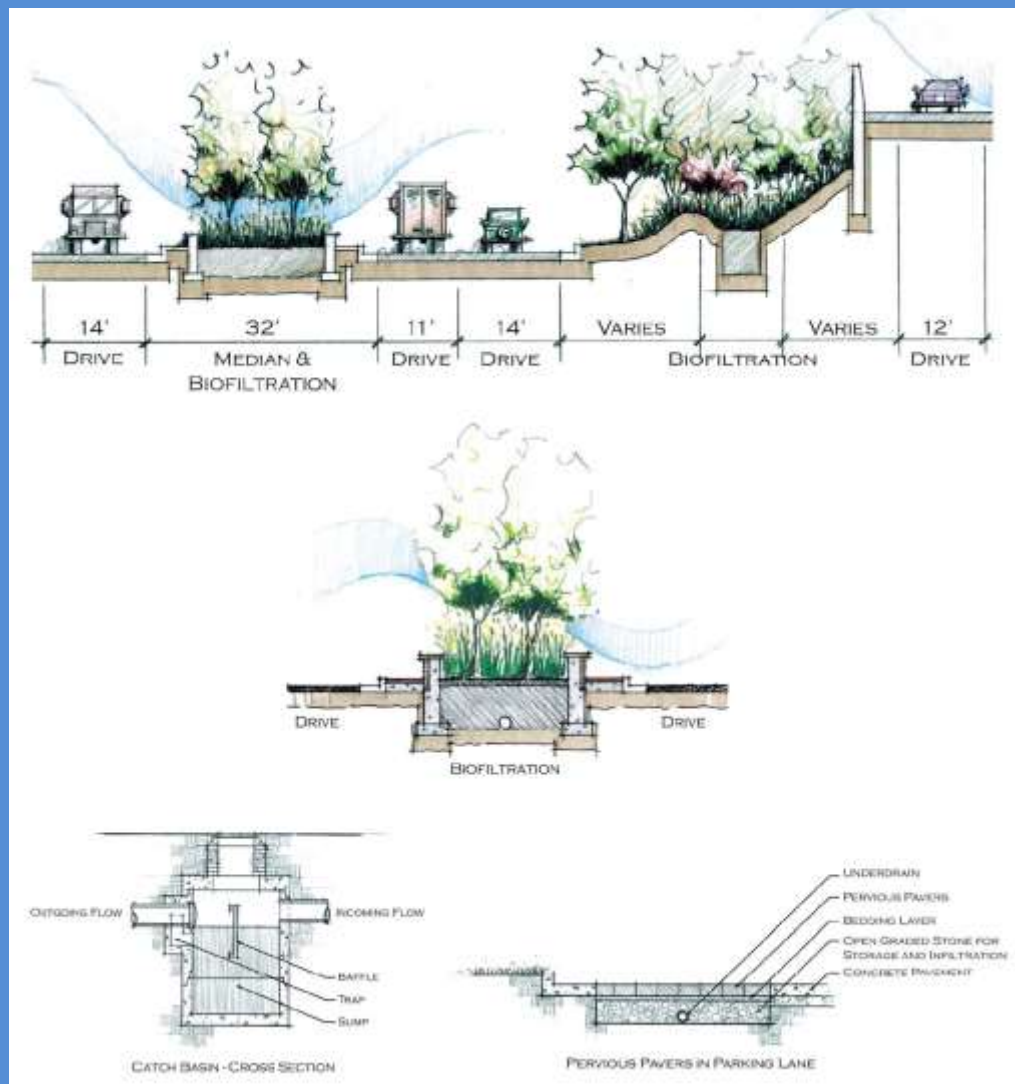 14' 32' 11' 14' VARIES VARIES 12'
DRIVE MEDIAN & DRIVE DRIVE BIOFILTRATION DRIVE
BIOFILTRATION
DRIVE DRIVE
BIOFILTRATION
OUTGOING FLOW INCOMING FLOW
BAFFLE
TRAP
SUMP
CATCH BASIN - CROSS SECTION
UNDERDRAIN
PERVIOUS PAVERS
BEDDING LAYER
OPEN GRADED STONE FOR
STORAGE AND INFILTRATION
CONCRETE PAVEMENT
PERVIOUS PAVERS IN PARKING LANE